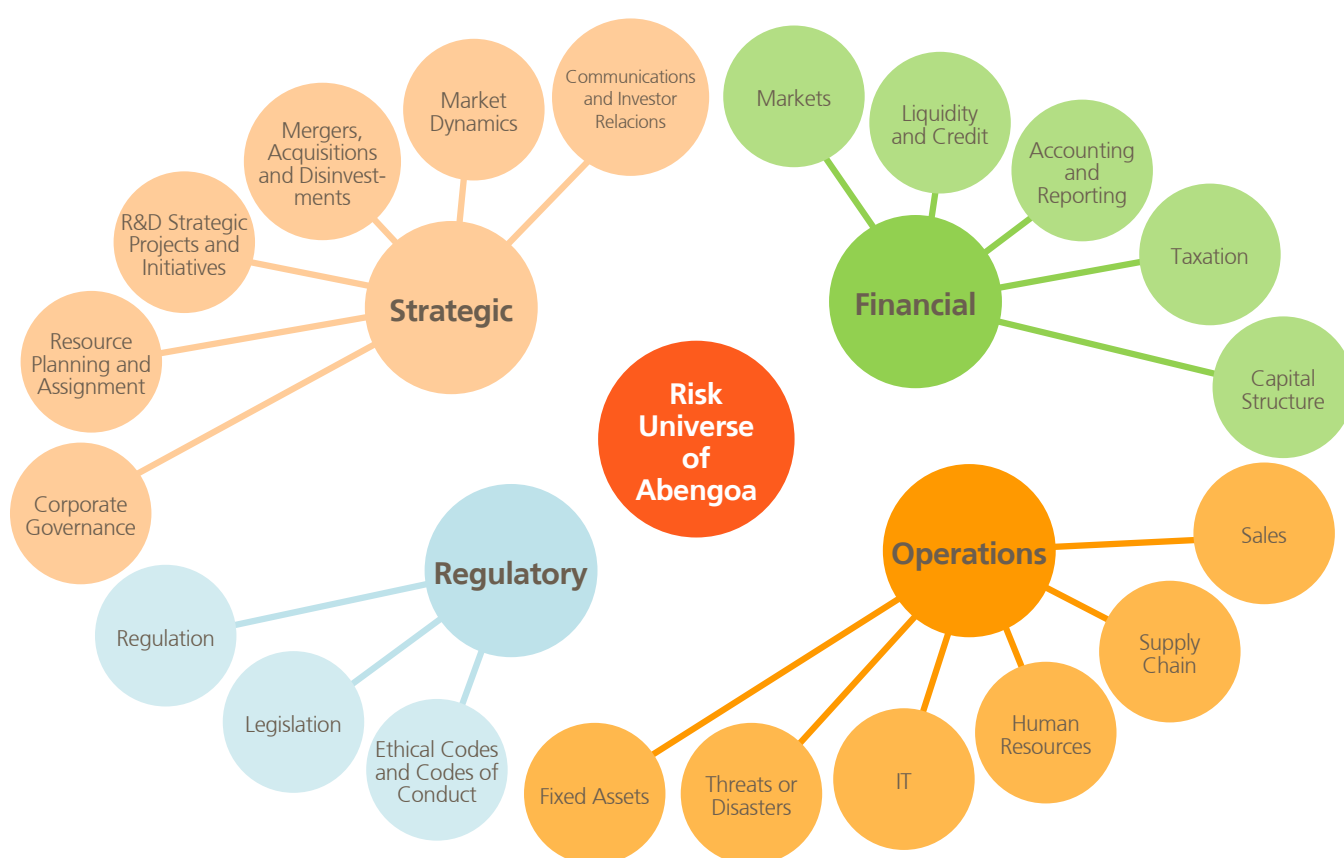 Communications
and Investor
Relacions
Market
Dynamics
Mergers,
Acquisitions
and Disinvest-
ments
R&D Strategic
Projects and
Initiatives
Resource
Planning and
Assignment
Corporate
Governance
Strategic
Markets
Liquidity
and Credit
Accounting
and
Reporting
Taxation
Capital
Structure
Financial
Risk
Universe
of
Abengoa
Regulatory
Regulation
Legislation
Ethical Codes
and Codes of
Conduct
Operations
Sales
Supply
Chain
Human
Resources
IT
Threats or
Disasters
Fixed Assets